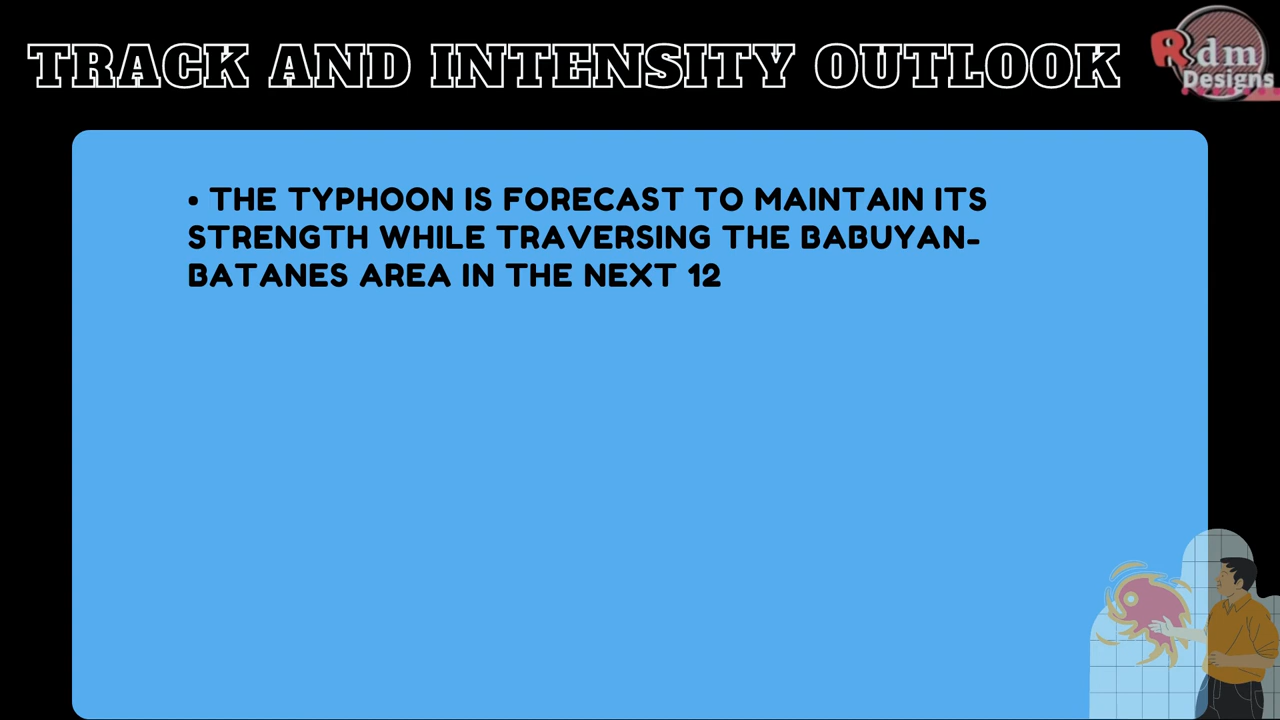 TRACK AND INTENSITY OUTLOOK
Rdm
Designs
• THE TYPHOON IS FORECAST TO MAINTAIN ITS
STRENGTH WHILE TRAVERSING THE BABUYAN-
BATANES AREA IN THE NEXT 12